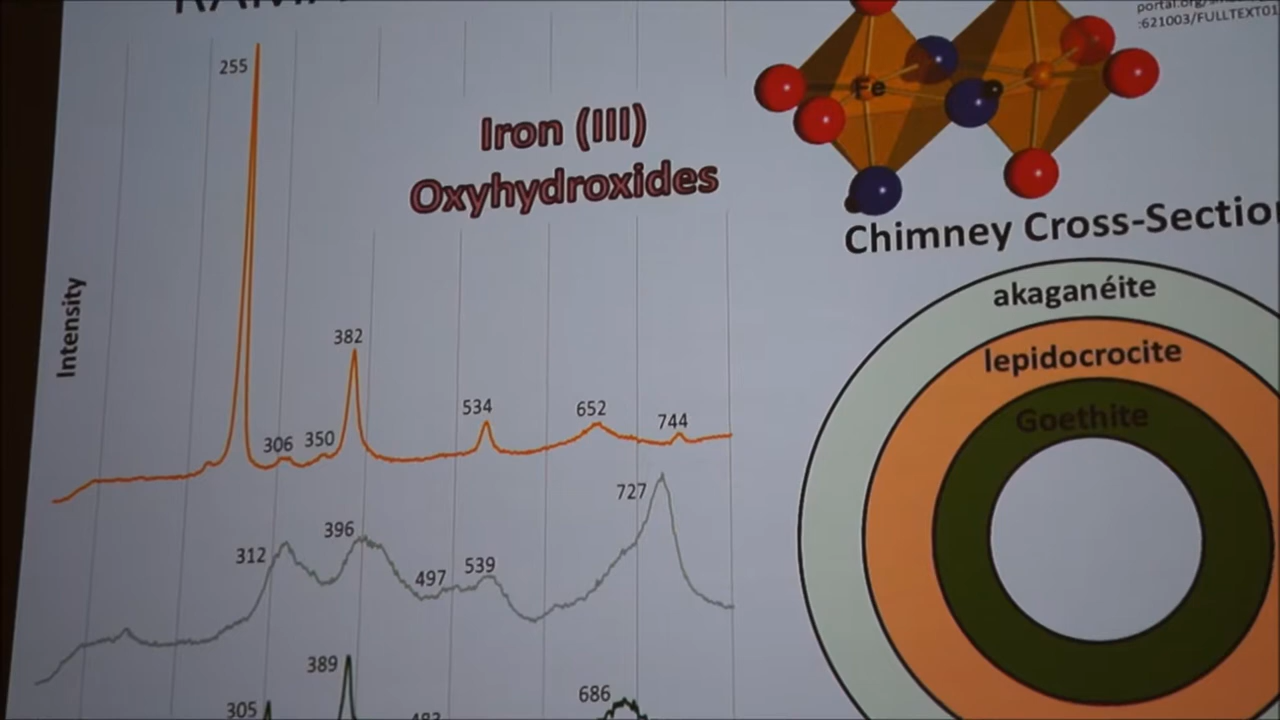 portal.org/
:621003/FULLTEXT01
255
Iron (III)
Oxyhydroxides
Fe
Chimney Cross-Sectio
Intensity
akaganéite
lepidocrocite
Goethite
382
306
350
534
652
744
312
396
497
539
727
305
389
483
686